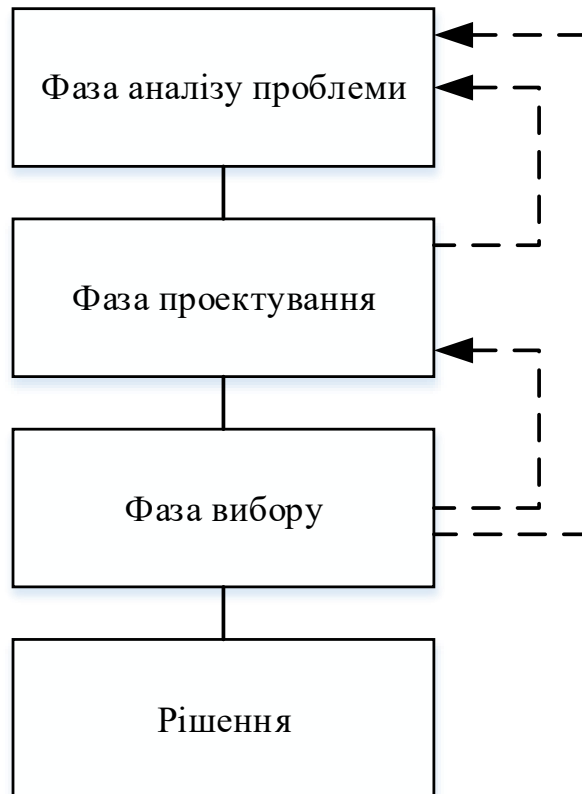 Фаза аналізу проблеми
Фаза проектування
Фаза вибору
Рішення